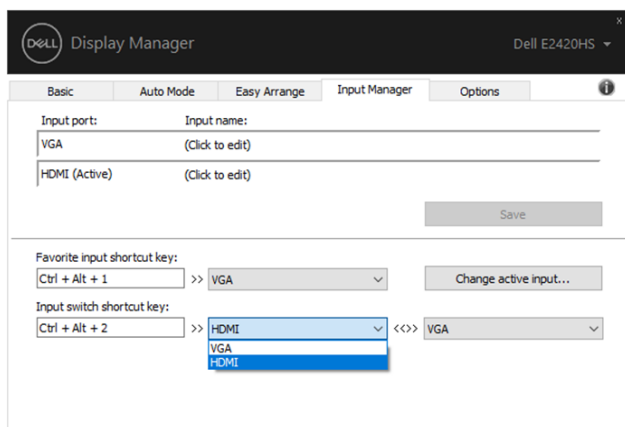 DELL Display Manager Dell E2420HS
x
Basic Auto Mode Easy Arrange Input Manager Options i
Input port: Input name:
VGA (Click to edit)
HDMI (Active) (Click to edit)
Save
Favorite input shortcut key:
Ctrl + Alt + 1 >> VGA Change active input...
Input switch shortcut key:
Ctrl + Alt + 2 >> HDMI <<>> VGA
VGA
HDMI